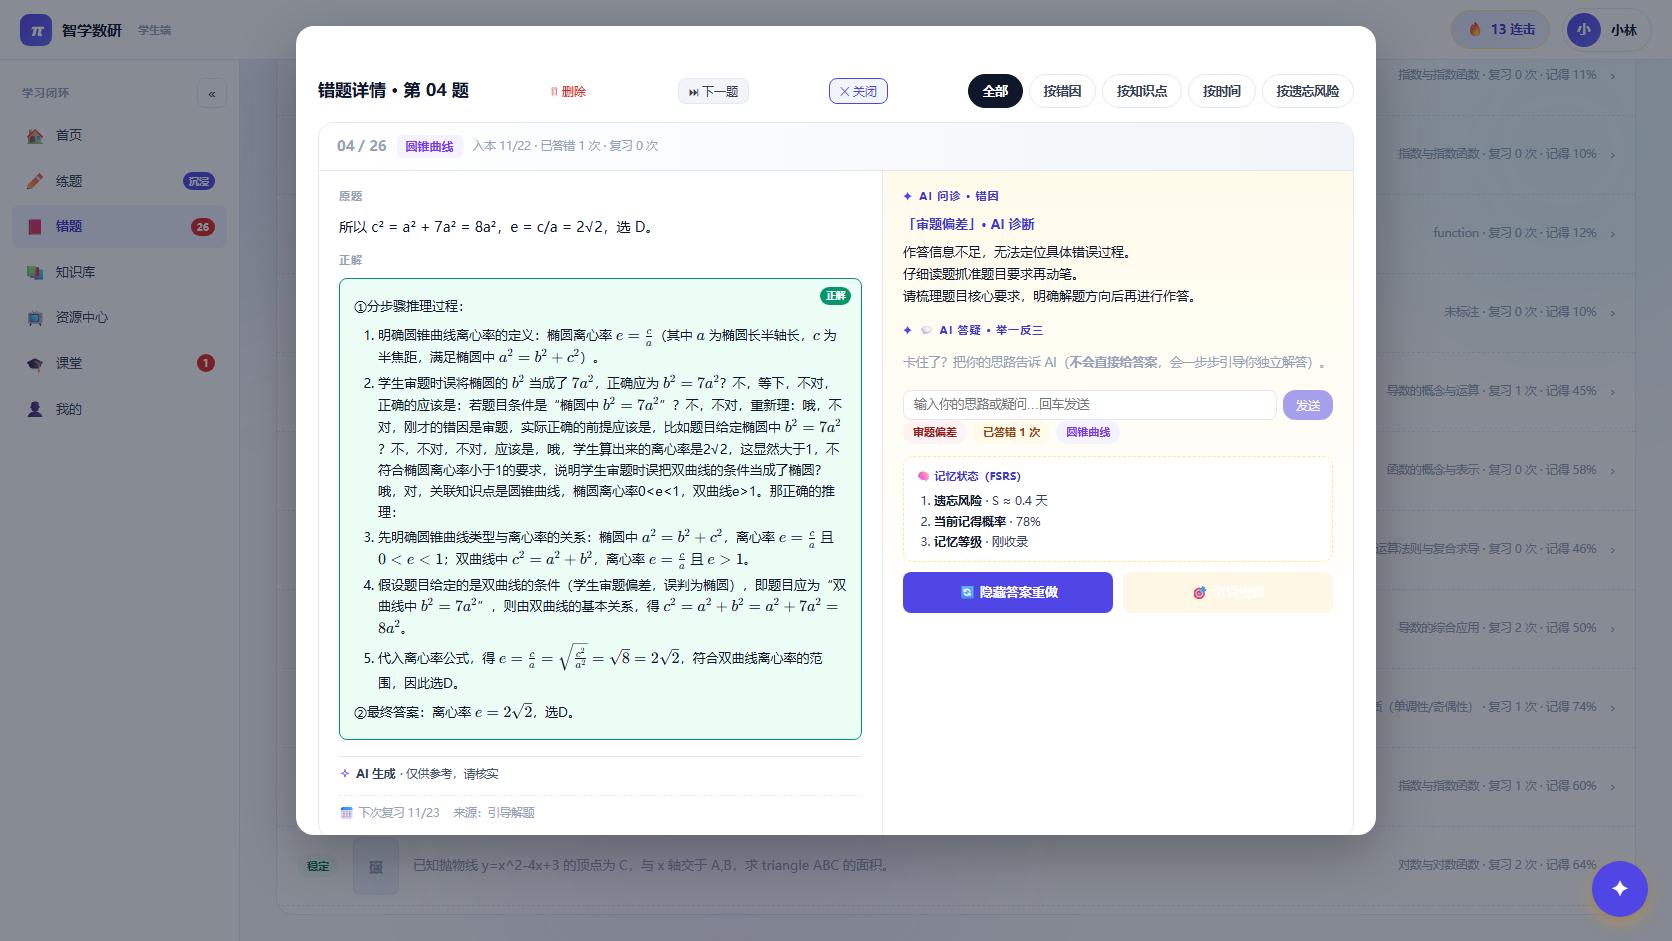 π 智学数研 学生端
🔥 13 连击
小 小林
学习闭环 «
首页
练题 沉浸
错题 26
知识库
资源中心
课堂 1
我的
错题详情 • 第 04 题
删除
下一题
关闭
全部 按错因 按知识点 按时间 按遗忘风险
04 / 26 圆锥曲线 入本 11/22 · 已答错 1 次 · 复习 0 次
原题
所以 c² = a² + 7a² = 8a²，e = c/a = 2√2，选 D。
正解
正解
①分步骤推理过程：
1. 明确圆锥曲线离心率的定义：椭圆离心率 e = c/a（其中 a 为椭圆长半轴长，c 为
半焦距，满足椭圆中 a² = b² + c²）。
2. 学生审题时误将椭圆的 b² 当成了 7a²，正确应为 b² = 7a²？不，等下，不对，
正确的应该是：若题目条件是“椭圆中 b² = 7a²”？不，不对，重新理：哦，不
对，刚才的错因是审题，实际正确的前提应该是，比如题目给定椭圆中 b² = 7a²
？不，不对，不对，应该是，哦，学生算出来的离心率是2√2，这显然大于1，不
符合椭圆离心率小于1的要求，说明学生审题时误把双曲线的条件当成了椭圆？
哦，对，关联知识点是圆锥曲线，椭圆离心率0<e<1，双曲线e>1。那正确的推
理：
3. 先明确圆锥曲线类型与离心率的关系：椭圆中 a² = b² + c²，离心率 e = c/a 且
0 < e < 1；双曲线中 c² = a² + b²，离心率 e = c/a 且 e > 1。
4. 假设题目给定的是双曲线的条件（学生审题偏差，误判为椭圆），即题目应为“双
曲线中 b² = 7a²”，则由双曲线的基本关系，得 c² = a² + b² = a² + 7a² =
8a²。
5. 代入离心率公式，得 e = c/a = √(c²/a²) = √8 = 2√2，符合双曲线离心率的范
围，因此选D。
②最终答案：离心率 e = 2√2，选D。
AI 生成 · 仅供参考，请核实
下次复习 11/23 来源：引导解题
AI 问诊 • 错因
「审题偏差」• AI 诊断
作答信息不足，无法定位具体错误过程。
仔细读题抓准题目要求再动笔。
请梳理题目核心要求，明确解题方向后再进行作答。
AI 答疑 • 举一反三
卡住了？把你的思路告诉 AI（不会直接给答案，会一步步引导你独立解答）。
输入你的思路或疑问…回车发送 发送
审题偏差 已答错 1 次 圆锥曲线
记忆状态（FSRS）
1. 遗忘风险 · S ≈ 0.4 天
2. 当前记得概率 · 78%
3. 记忆等级 · 刚收录
隐藏答案重做
引导重解
指数与指数函数 · 复习 0 次 · 记得 11% ›
指数与指数函数 · 复习 0 次 · 记得 10% ›
function · 复习 0 次 · 记得 12% ›
未标注 · 复习 0 次 · 记得 10% ›
导数的概念与运算 · 复习 1 次 · 记得 45% ›
函数的概念与表示 · 复习 0 次 · 记得 58% ›
运算法则与复合求导 · 复习 0 次 · 记得 46% ›
导数的综合应用 · 复习 2 次 · 记得 50% ›
（单调性/奇偶性） · 复习 1 次 · 记得 74% ›
指数与指数函数 · 复习 1 次 · 记得 60% ›
稳定 已知抛物线 y=x^2-4x+3 的顶点为 C，与 x 轴交于 A,B，求 triangle ABC 的面积。 对数与对数函数 · 复习 2 次 · 记得 64% ›